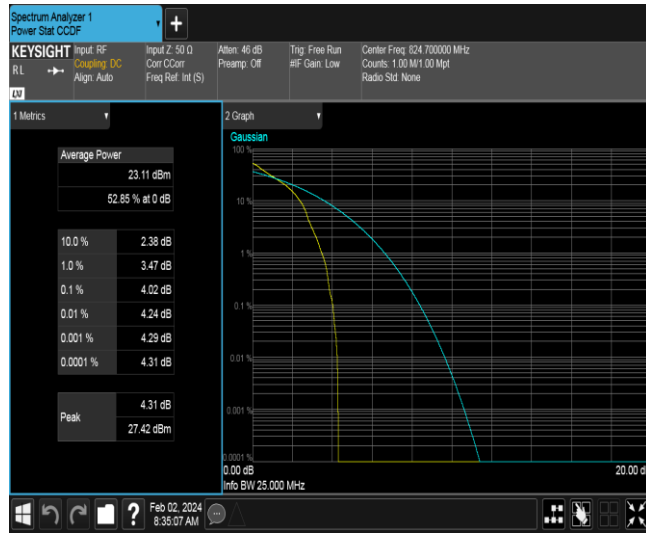 Spectrum Analyzer 1
Power Stat CCDF
+
KEYSIGHT
RL
LXI
Input: RF
Coupling: DC
Align: Auto
Input Z: 50 Ω
Corr CCorr
Freq Ref: Int (S)
Atten: 46 dB
Preamp: Off
Trig: Free Run
#IF Gain: Low
Center Freq: 824.700000 MHz
Counts: 1.00 M/1.00 Mpt
Radio Std: None
1 Metrics
Average Power
23.11 dBm
52.85 % at 0 dB
10.0 % 2.38 dB
1.0 % 3.47 dB
0.1 % 4.02 dB
0.01 % 4.24 dB
0.001 % 4.29 dB
0.0001 % 4.31 dB
Peak
4.31 dB
27.42 dBm
2 Graph
Gaussian
100 %
10 %
1 %
0.1 %
0.01 %
0.001 %
0.0001 %
0.00 dB
20.00 d
Info BW 25.000 MHz
?
Feb 02, 2024
8:35:07 AM